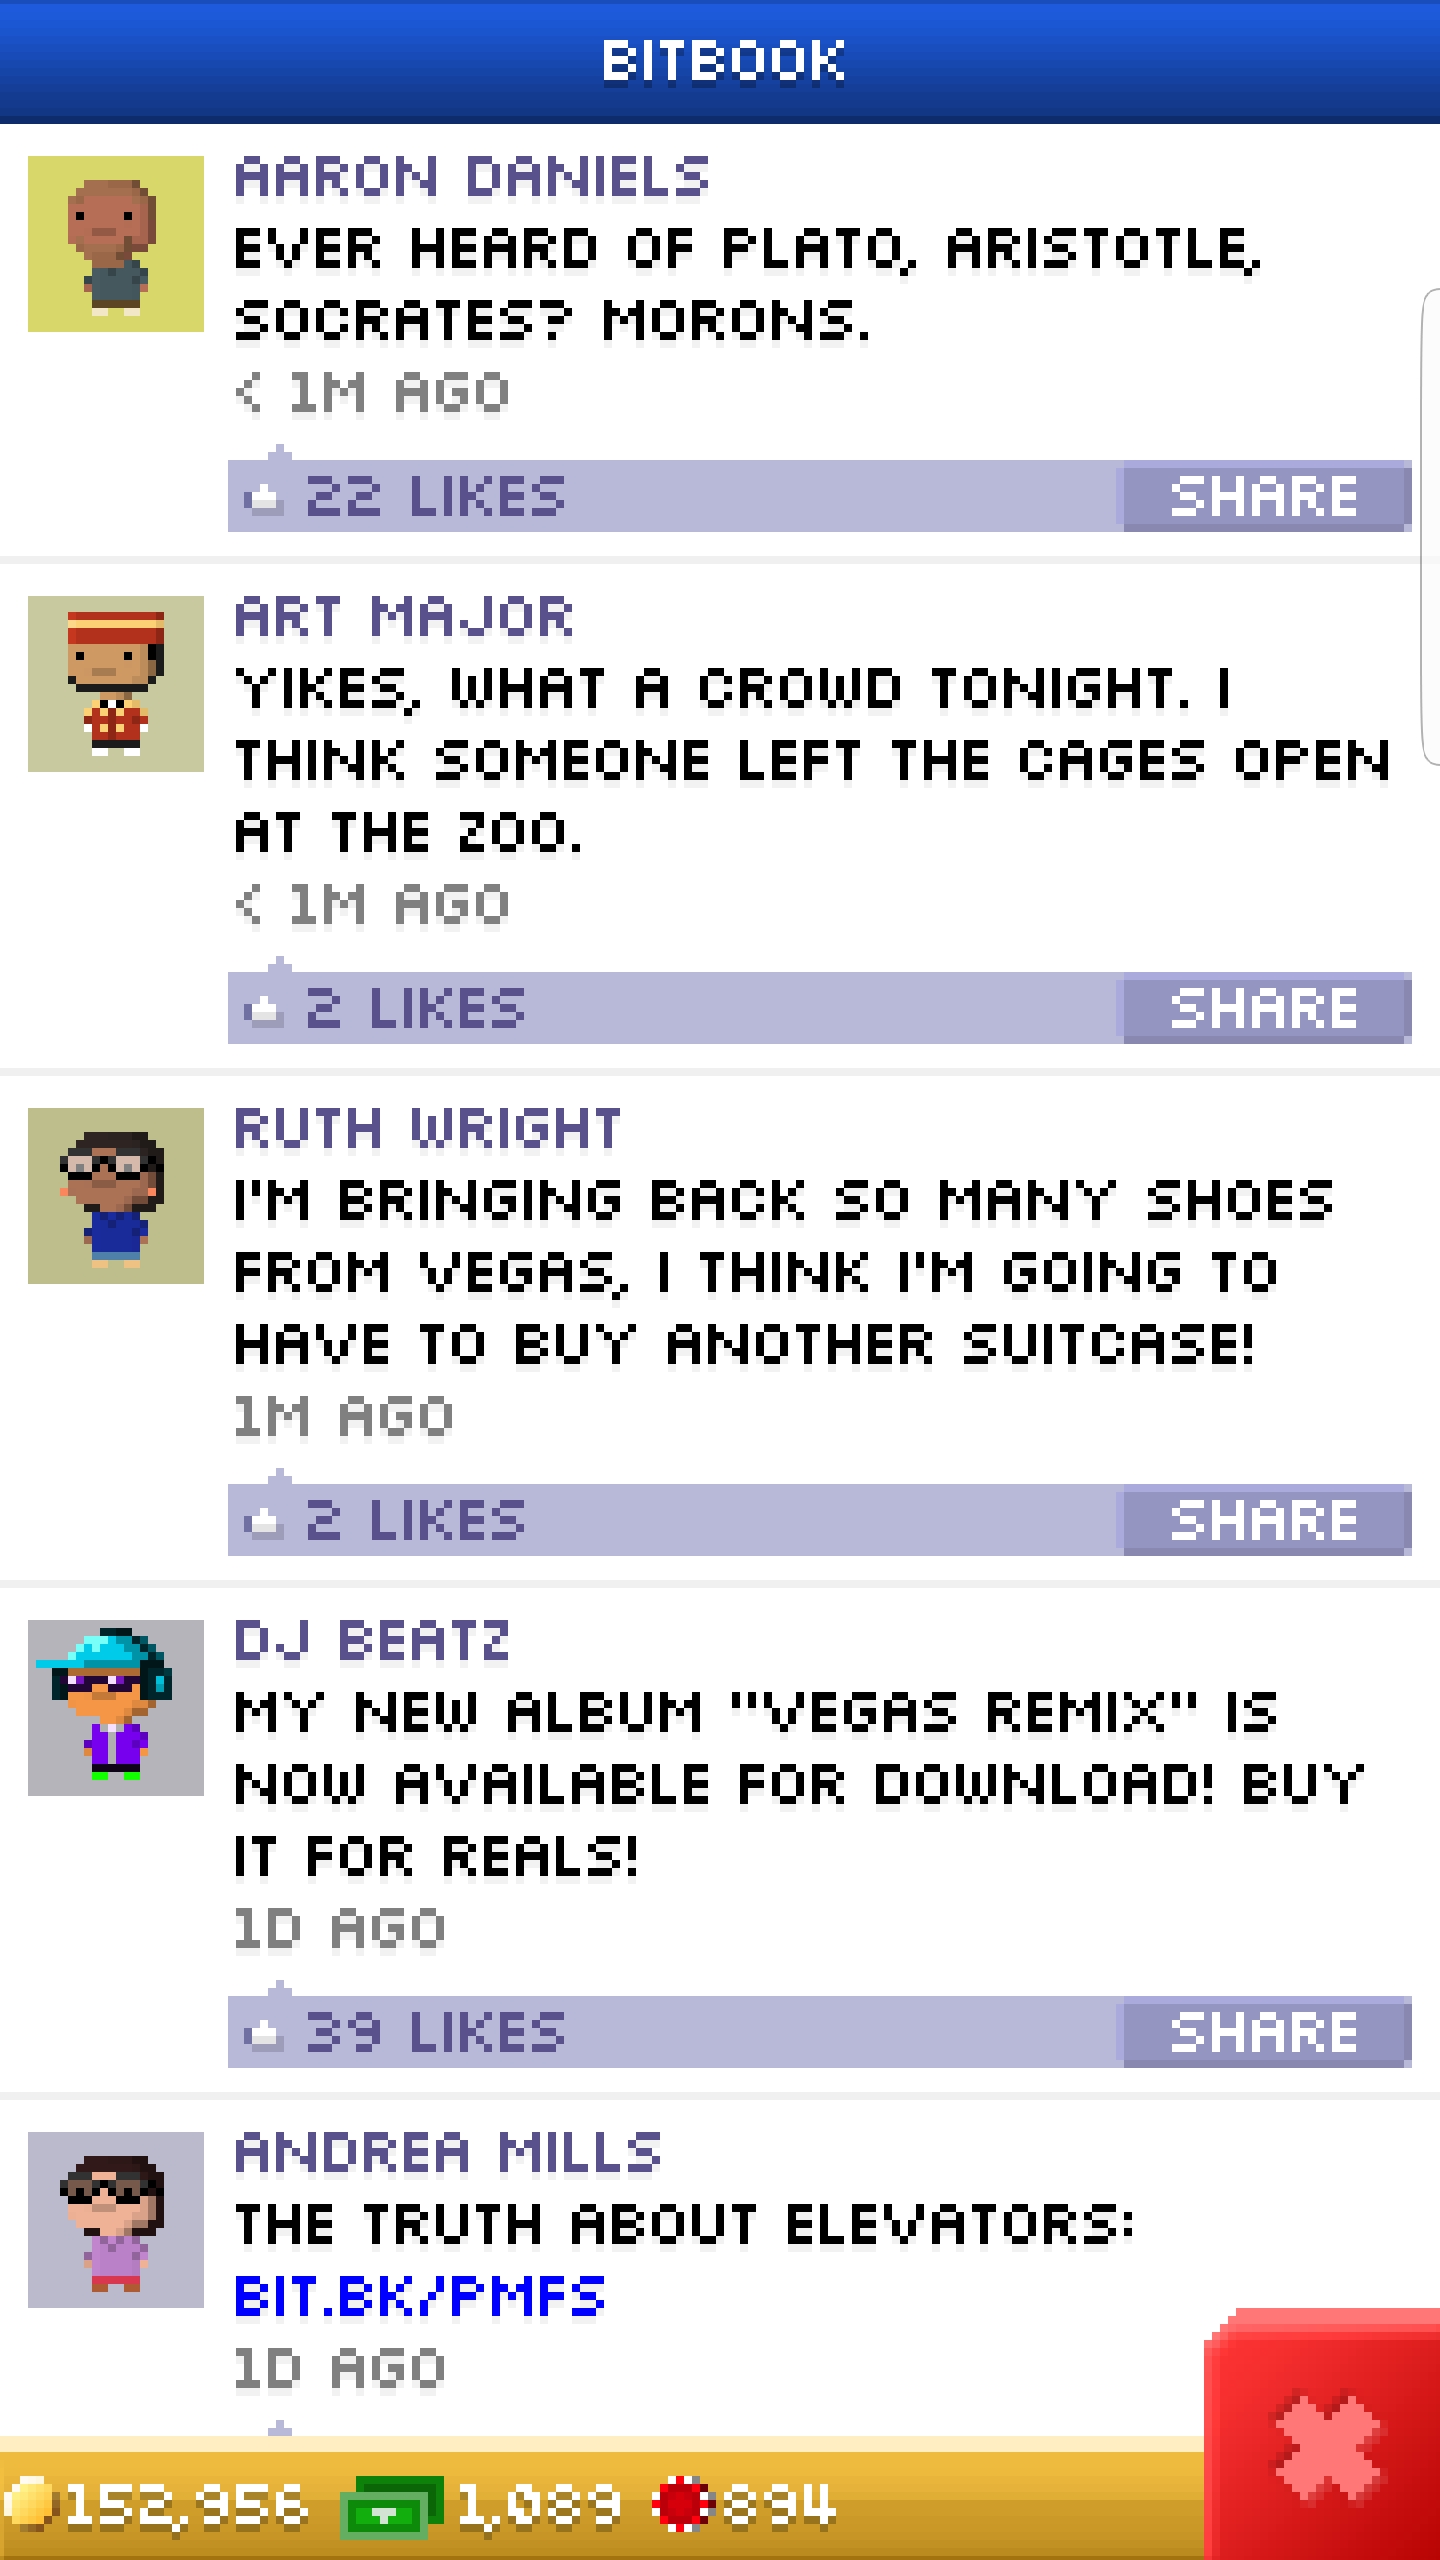 BITBOOK
AARON DANIELS
EVER HEARD OF PLATO, ARISTOTLE,
SOCRATES? MORONS.
< 1M AGO
22 LIKES SHARE
ART MAJOR
YIKES, WHAT A CROWD TONIGHT. I
THINK SOMEONE LEFT THE CAGES OPEN
AT THE ZOO.
< 1M AGO
2 LIKES SHARE
RUTH WRIGHT
I'M BRINGING BACK SO MANY SHOES
FROM VEGAS, I THINK I'M GOING TO
HAVE TO BUY ANOTHER SUITCASE!
1M AGO
2 LIKES SHARE
DJ BEATZ
MY NEW ALBUM "VEGAS REMIX" IS
NOW AVAILABLE FOR DOWNLOAD! BUY
IT FOR REALS!
1D AGO
39 LIKES SHARE
ANDREA MILLS
THE TRUTH ABOUT ELEVATORS:
BIT.BK/PMFS
1D AGO
152,956 1,089 894